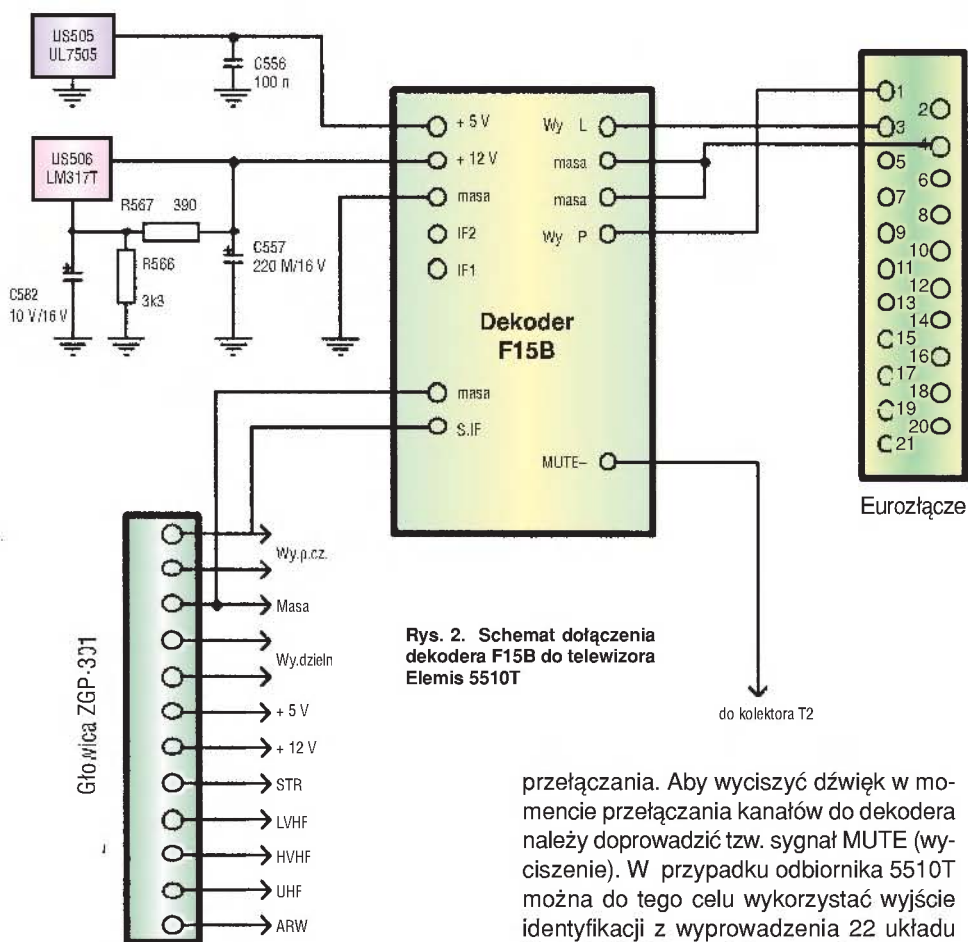 US505
UL7505
C556
100 n
US506
LM317T
R567 390
R566
3k3
C557
220 M/16 V
C582
10 V/16 V
+ 5 V
+ 12 V
masa
IF2
IF1
Wy L
masa
masa
Wy P
Dekoder
F15B
masa
S.IF
MUTE–
1
2
3
4
5
6
7
8
9
10
11
12
13
14
15
16
17
18
19
20
21
Eurozłącze
Głowica ZGP-301
Wy.p.cz.
Masa
Wy.dzieln
+ 5 V
+ 12 V
STR
LVHF
HVHF
UHF
ARW
Rys. 2. Schemat dołączenia
dekodera F15B do telewizora
Elemis 5510T
do kolektora T2
przełączania. Aby wyciszyć dźwięk w mo-
mencie przełączania kanałów do dekodera
należy doprowadzić tzw. sygnał MUTE (wy-
ciszenie). W przypadku odbiornika 5510T
można do tego celu wykorzystać wyjście
identyfikacji z wyprowadzenia 22 układu